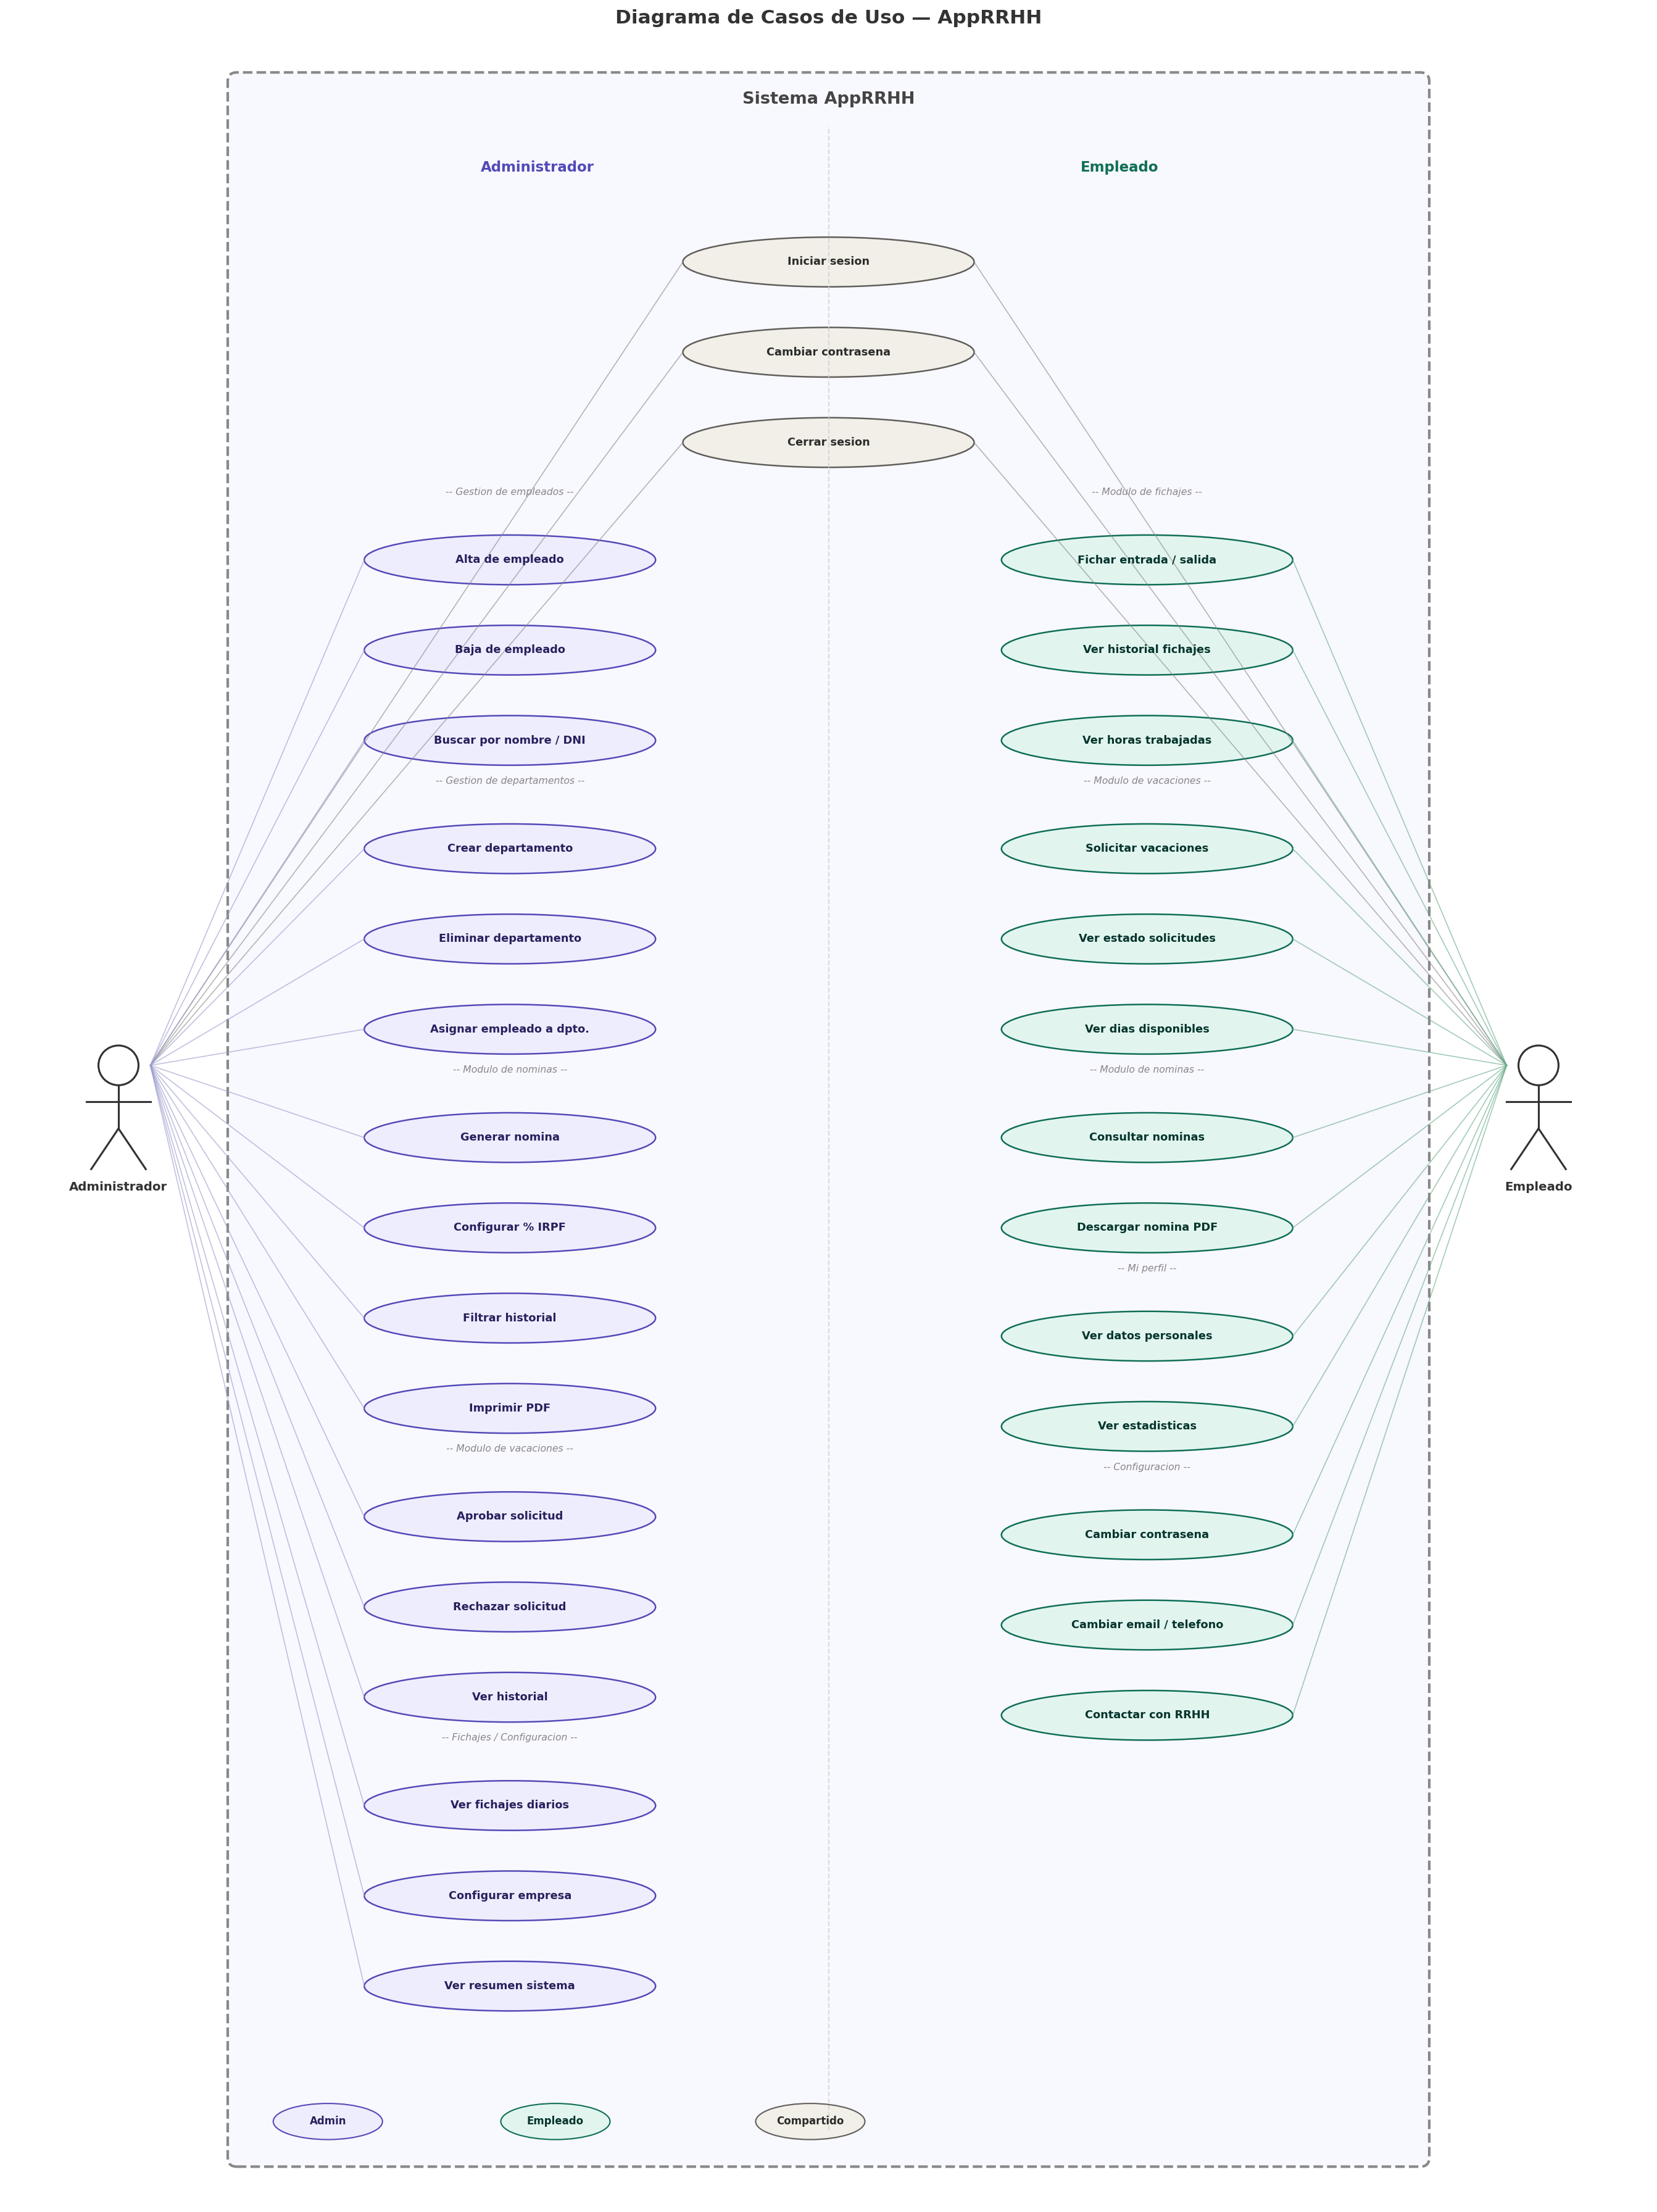 Diagrama de Casos de Uso — AppRRHH
Sistema AppRRHH
Administrador
Empleado
Iniciar sesion
Cambiar contrasena
Cerrar sesion
-- Gestion de empleados --
Alta de empleado
Baja de empleado
Buscar por nombre / DNI
-- Gestion de departamentos --
Crear departamento
Eliminar departamento
Asignar empleado a dpto.
-- Modulo de nominas --
Generar nomina
Configurar % IRPF
Filtrar historial
Imprimir PDF
-- Modulo de vacaciones --
Aprobar solicitud
Rechazar solicitud
Ver historial
-- Fichajes / Configuracion --
Ver fichajes diarios
Configurar empresa
Ver resumen sistema
-- Modulo de fichajes --
Fichar entrada / salida
Ver historial fichajes
Ver horas trabajadas
-- Modulo de vacaciones --
Solicitar vacaciones
Ver estado solicitudes
Ver dias disponibles
-- Modulo de nominas --
Consultar nominas
Descargar nomina PDF
-- Mi perfil --
Ver datos personales
Ver estadisticas
-- Configuracion --
Cambiar contrasena
Cambiar email / telefono
Contactar con RRHH
Administrador
Empleado
Admin
Empleado
Compartido